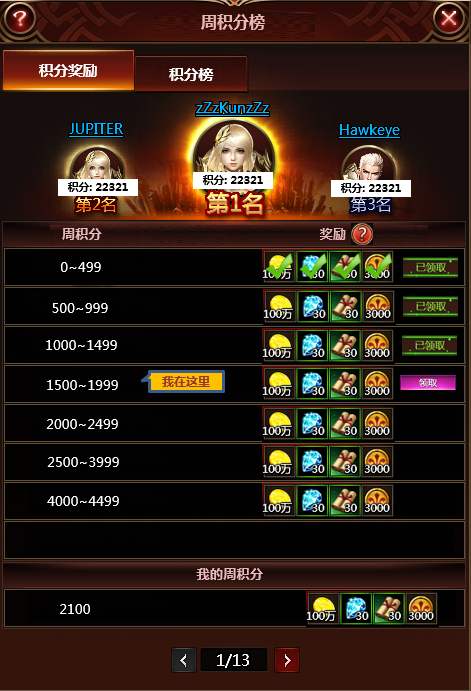 ?
周积分榜
×
积分奖励 积分榜
zZzKunzZz
JUPITER Hawkeye
积分: 22321 积分: 22321 积分: 22321
第2名 第1名 第3名
周积分 奖励 ?
0~499 100万 30 30 3000 已领取
500~999 100万 30 30 3000 已领取
1000~1499 100万 30 30 3000 已领取
1500~1999 我在这里 100万 30 30 3000 领取
2000~2499 100万 30 30 3000
2500~3999 100万 30 30 3000
4000~4499 100万 30 30 3000
我的周积分
2100 100万 30 30 3000
< 1/13 >